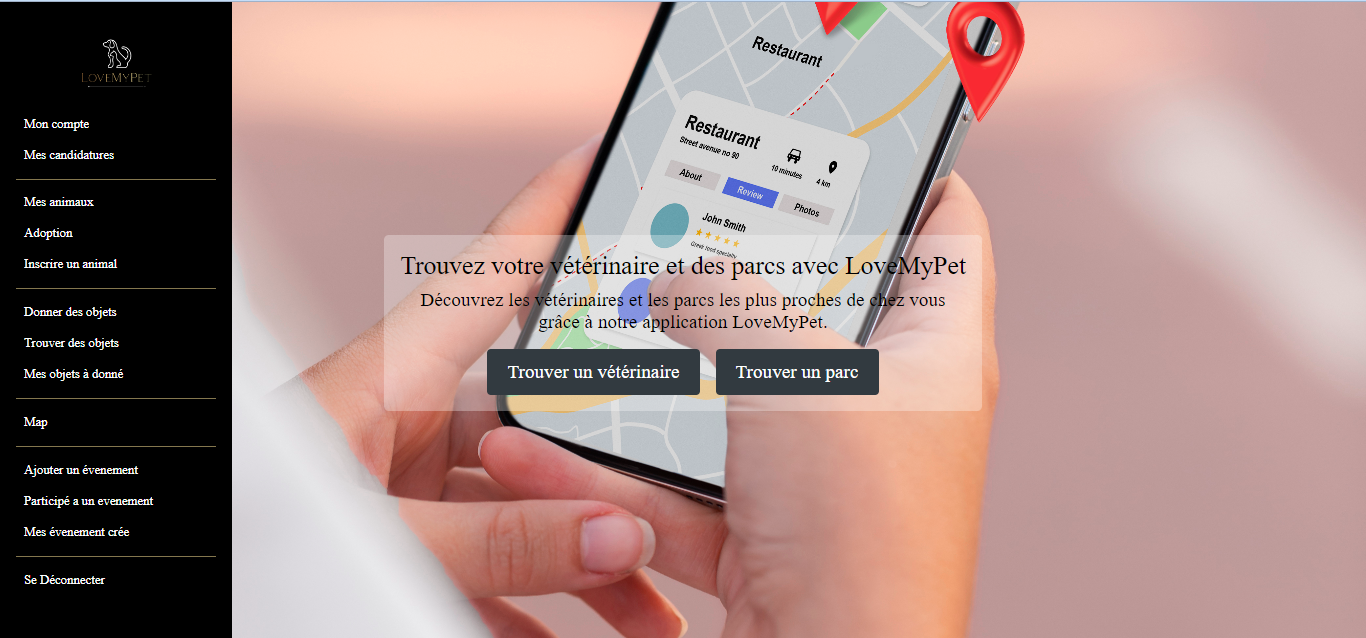 LOVEMYPET
Mon compte
Mes candidatures
Mes animaux
Adoption
Inscrire un animal
Donner des objets
Trouver des objets
Mes objets à donné
Map
Ajouter un évenement
Participé a un evenement
Mes évenement crée
Se Déconnecter
Restaurant
Restaurant
Street avenue no 90
10 minutes
4 km
About
Review
Photos
John Smith
Greek food specialty
Trouvez votre vétérinaire et des parcs avec LoveMyPet
Découvrez les vétérinaires et les parcs les plus proches de chez vous
grâce à notre application LoveMyPet.
Trouver un vétérinaire
Trouver un parc